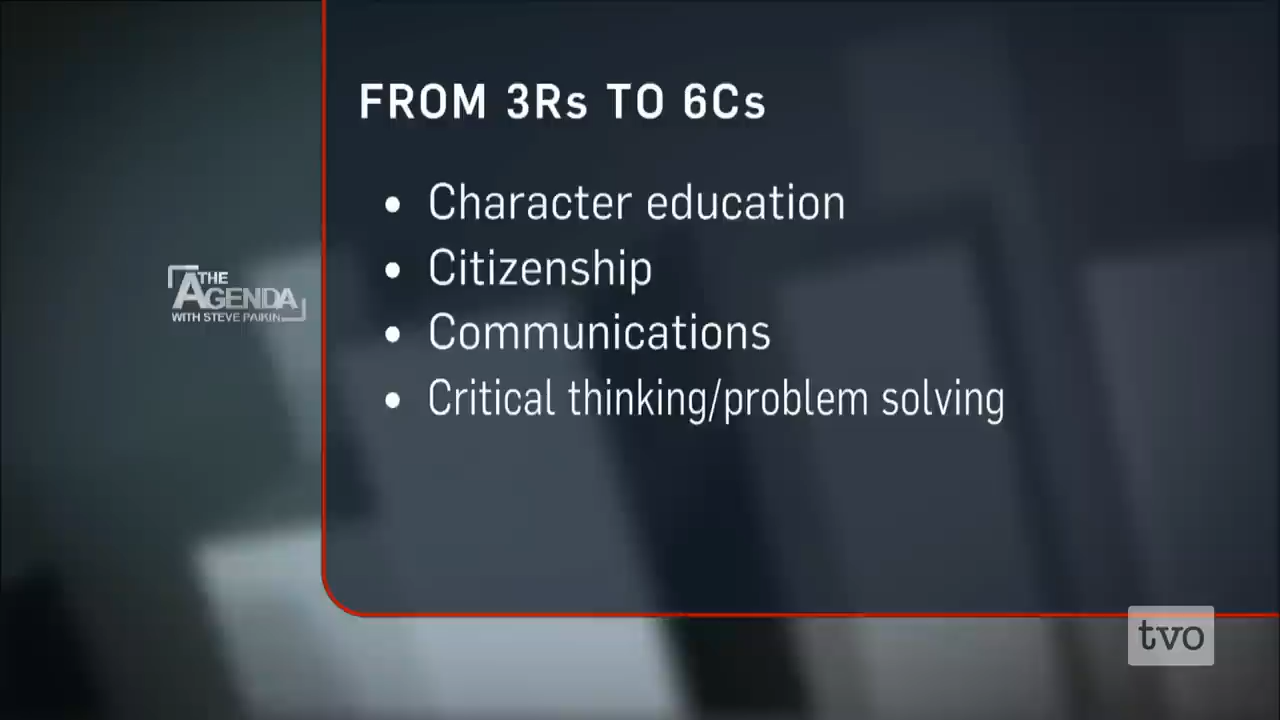 FROM 3Rs TO 6Cs
• Character education
• Citizenship
• Communications
• Critical thinking/problem solving
THE
AGENDA
WITH STEVE PAIKIN
tvo